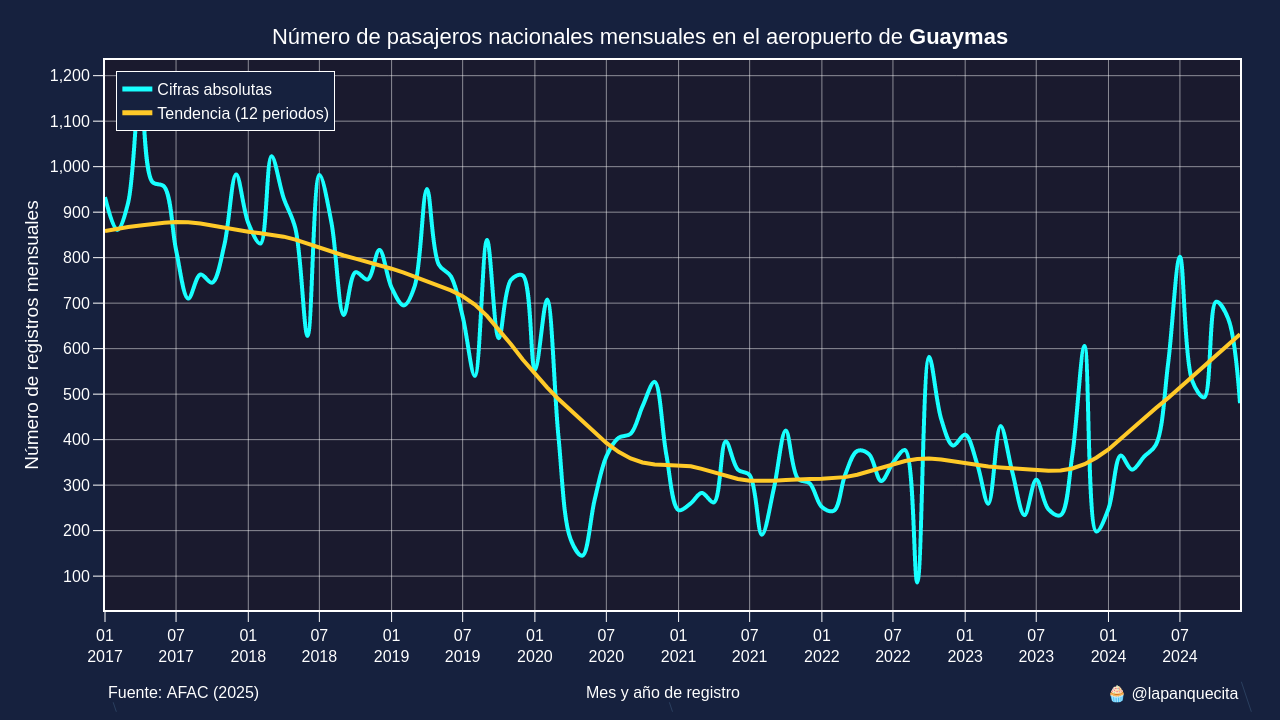 Número de pasajeros nacionales mensuales en el aeropuerto de Guaymas
Cifras absolutas
Tendencia (12 periodos)
Número de registros mensuales
1,200
1,100
1,000
900
800
700
600
500
400
300
200
100
01 07 01 07 01 07 01 07 01 07 01 07 01 07 01 07
2017 2017 2018 2018 2019 2019 2020 2020 2021 2021 2022 2022 2023 2023 2024 2024
Fuente: AFAC (2025) Mes y año de registro 🧁 @lapanquecita